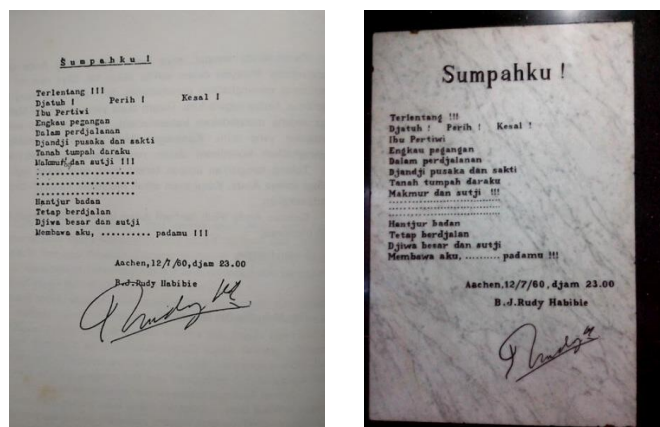 Sumpahku !
Terlentang !!!
Djatuh ! Perih ! Kesal !
Ibu Pertiwi
Engkau pegangan
Dalam perdjalanan
Djandji pusaka dan sakti
Tanah tumpah daraku
Makmur dan sutji !!!
....................
....................
....................
Hantjur badan
Tetap berdjalan
Djiwa besar dan sutji
Membawa aku, .......... padamu !!!
Aachen,12/7/60, djam 23.00
B.J.Rudy Habibie
Sumpahku !
Terlentang !!!
Djatuh ! Perih ! Kesal !
Ibu Pertiwi
Engkau pegangan
Dalam perdjalanan
Djandji pusaka dan sakti
Tanah tumpah daraku
Makmur dan sutji !!!
....................
....................
....................
Hantjur badan
Tetap berdjalan
Djiwa besar dan sutji
Membawa aku, .......... padamu !!!
Aachen,12/7/60,djam 23.00
B.J.Rudy Habibie